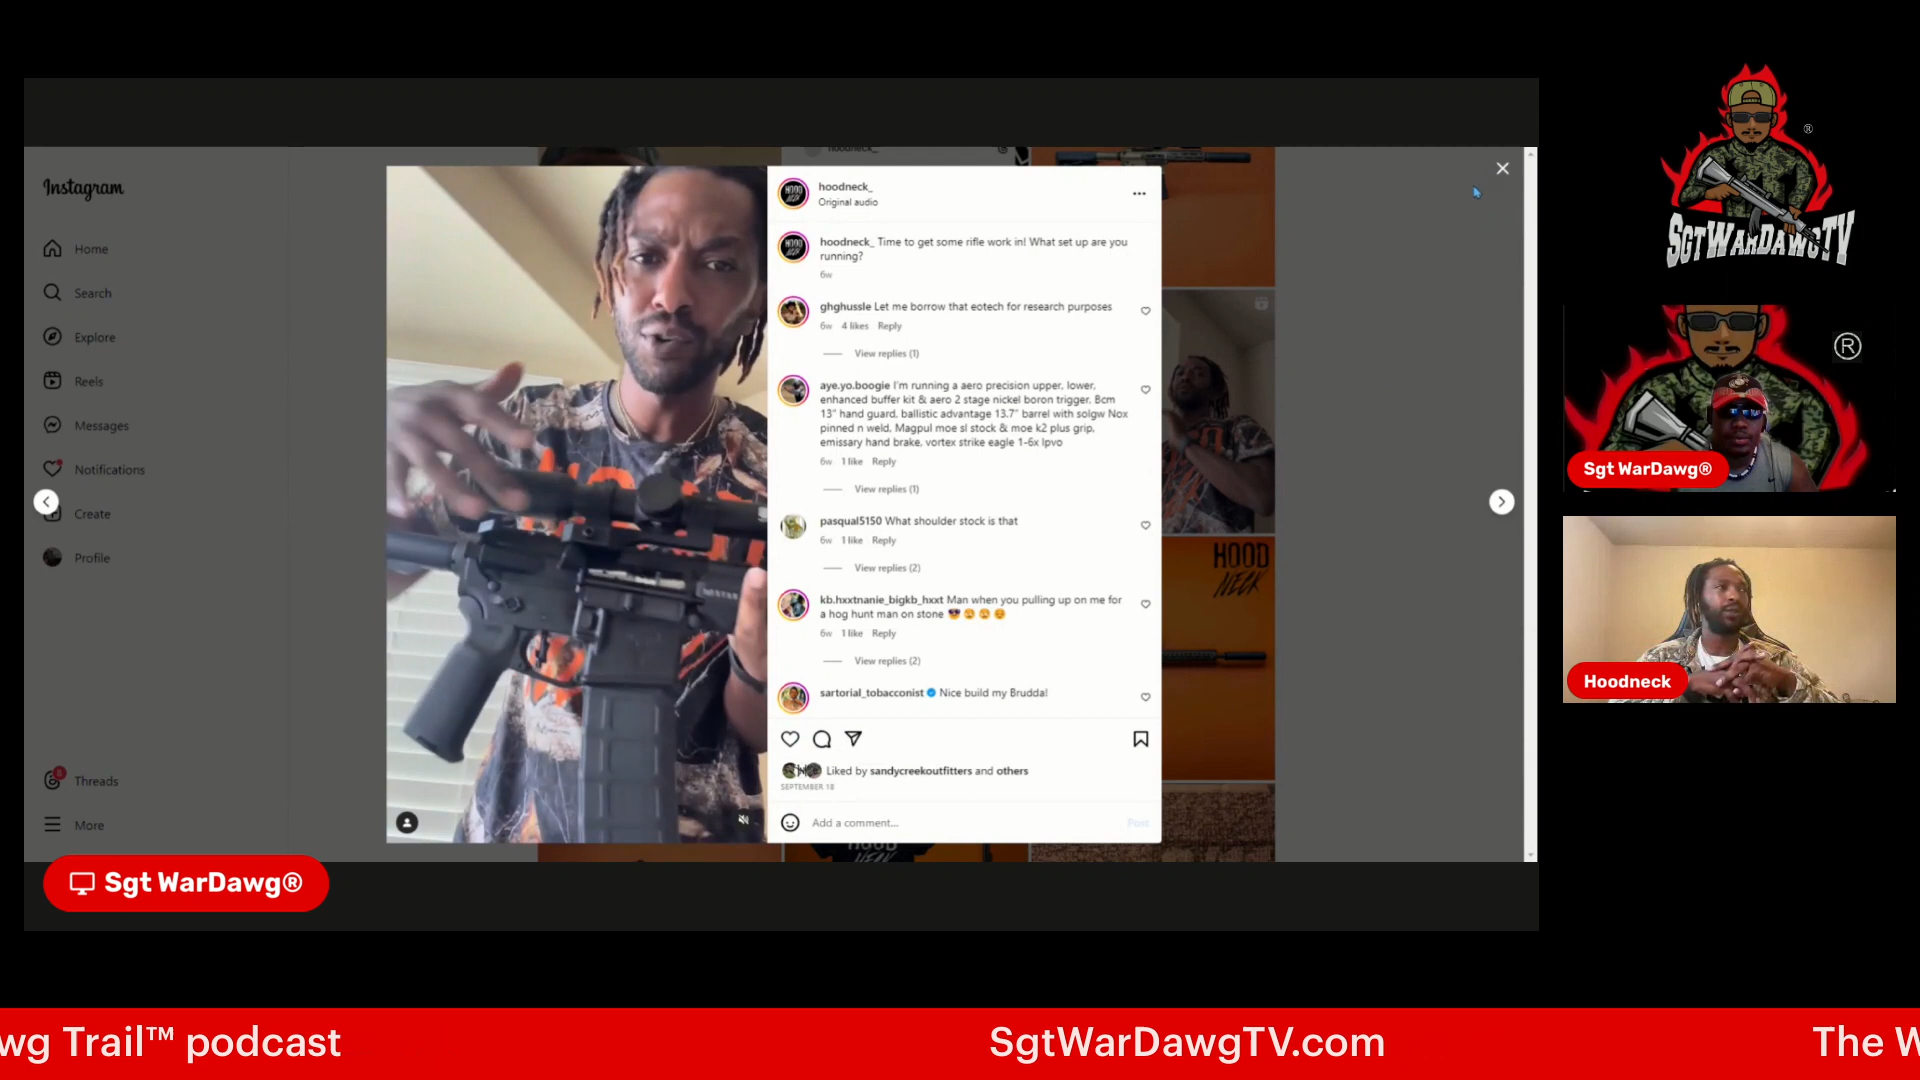 hoodneck_
Instagram
Home
Search
Explore
Reels
Messages
Notifications
Create
Profile
Threads
More
hoodneck_
Original audio
hoodneck_ Time to get some rifle work in! What set up are you
running?
6w
ghghussle Let me borrow that eotech for research purposes
6w 4 likes Reply
View replies (1)
aye.yo.boogie I'm running a aero precision upper, lower,
enhanced buffer kit & aero 2 stage nickel boron trigger. Bcm
13" hand guard, ballistic advantage 13.7" barrel with solgw Nox
pinned n weld, Magpul moe sl stock & moe k2 plus grip,
emissary hand brake, vortex strike eagle 1-6x lpvo
6w 1 like Reply
View replies (1)
pasqual5150 What shoulder stock is that
6w 1 like Reply
View replies (2)
kb.hxxtnanie_bigkb_hxxt Man when you pulling up on me for
a hog hunt man on stone
6w 1 like Reply
View replies (2)
sartorial_tobacconist Nice build my Brudda!
Liked by sandycreekoutfitters and others
SEPTEMBER 18
Add a comment...
Post
HOOD
NECK
HOOD
NECK
Sgt WarDawg®
SGTWARDAWGTV
®
®
Sgt WarDawg®
Hoodneck
wg Trail™ podcast
SgtWarDawgTV.com
The W